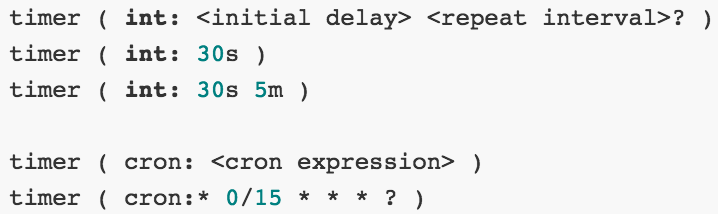 timer ( int: <initial delay> <repeat interval>? )
timer ( int: 30s )
timer ( int: 30s 5m )
timer ( cron: <cron expression> )
timer ( cron:* 0/15 * * * ? )